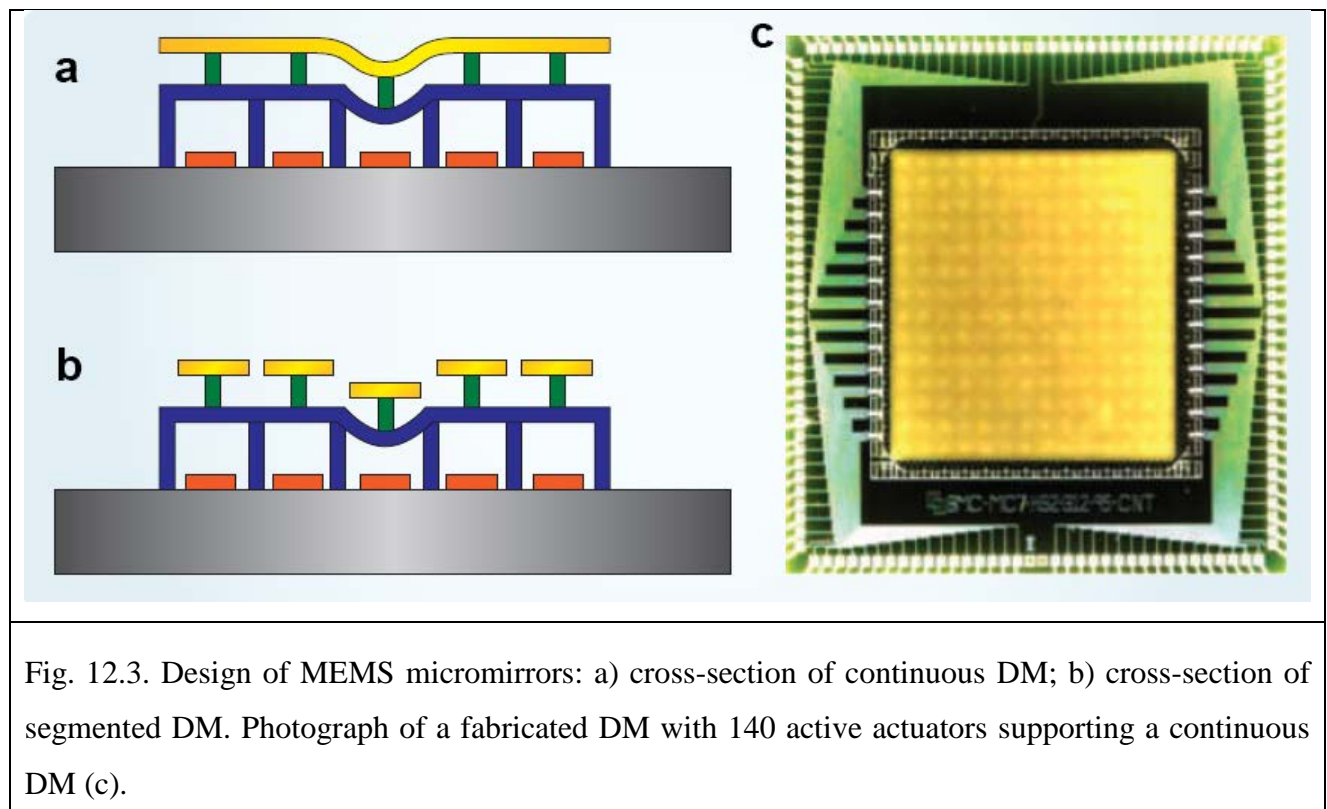 a
c
b
Fig. 12.3. Design of MEMS micromirrors: a) cross-section of continuous DM; b) cross-section of
segmented DM. Photograph of a fabricated DM with 140 active actuators supporting a continuous
DM (c).